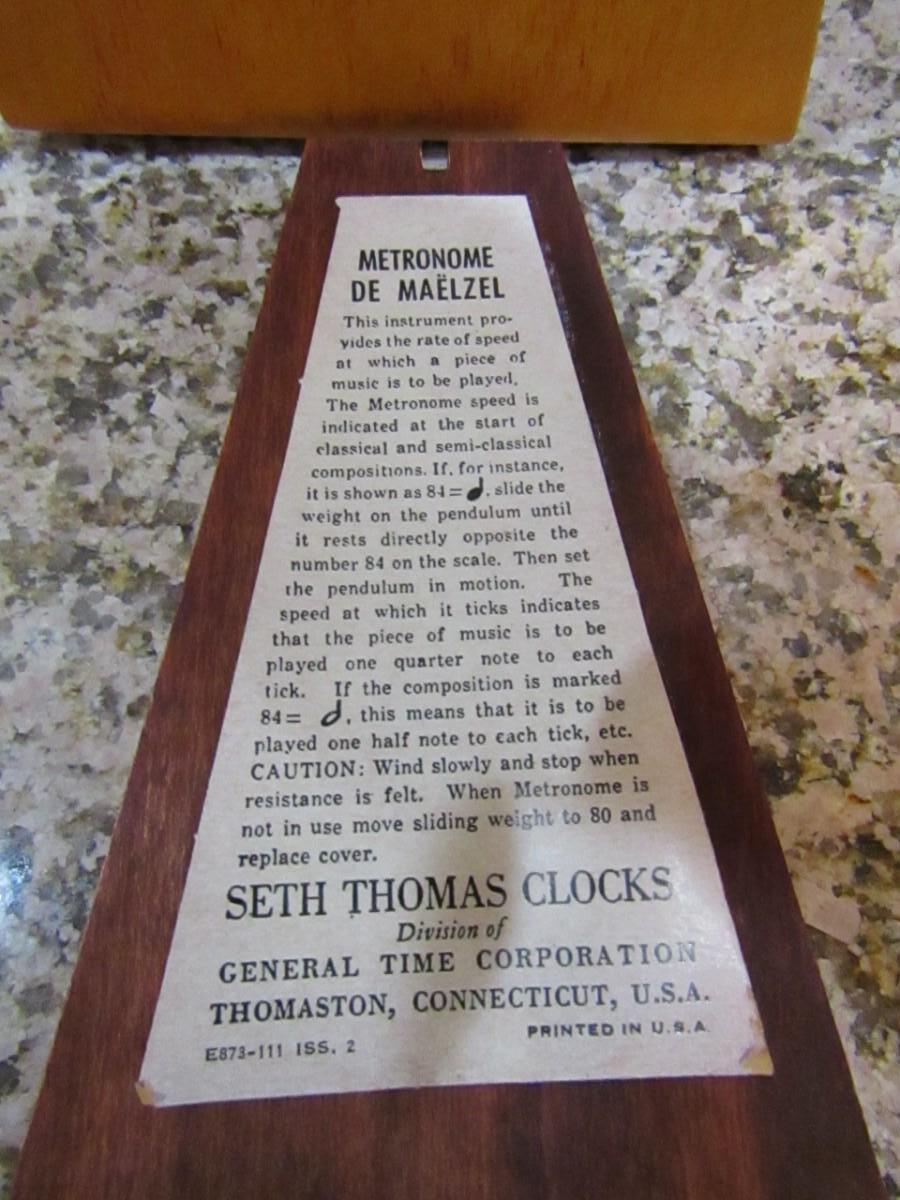 METRONOME
DE MAËLZEL
This instrument pro-
vides the rate of speed
at which a piece of
music is to be played.
The Metronome speed is
indicated at the start of
classical and semi-classical
compositions. If, for instance,
it is shown as 84=♩, slide the
weight on the pendulum until
it rests directly opposite the
number 84 on the scale. Then set
the pendulum in motion. The
speed at which it ticks indicates
that the piece of music is to be
played one quarter note to each
tick. If the composition is marked
84= 𝅗𝅥, this means that it is to be
played one half note to each tick, etc.
CAUTION: Wind slowly and stop when
resistance is felt. When Metronome is
not in use move sliding weight to 80 and
replace cover.
SETH THOMAS CLOCKS
Division of
GENERAL TIME CORPORATION
THOMASTON, CONNECTICUT, U.S.A.
PRINTED IN U.S.A.
E873-111 ISS. 2